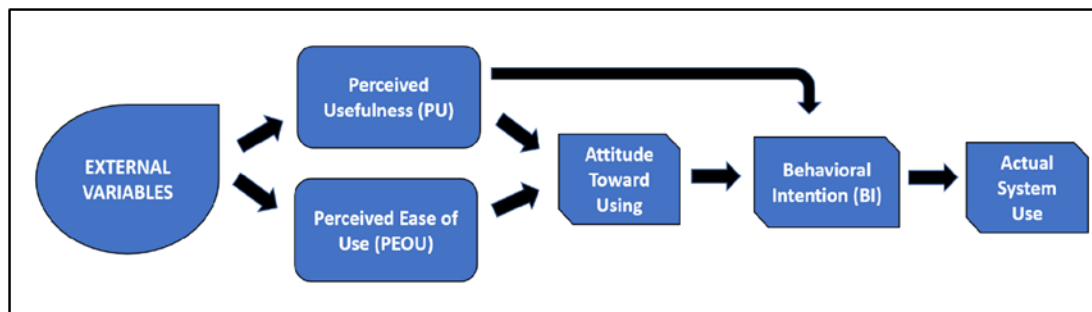 EXTERNAL
VARIABLES
Perceived
Usefulness (PU)
Perceived Ease of
Use (PEOU)
Attitude
Toward
Using
Behavioral
Intention (BI)
Actual
System
Use